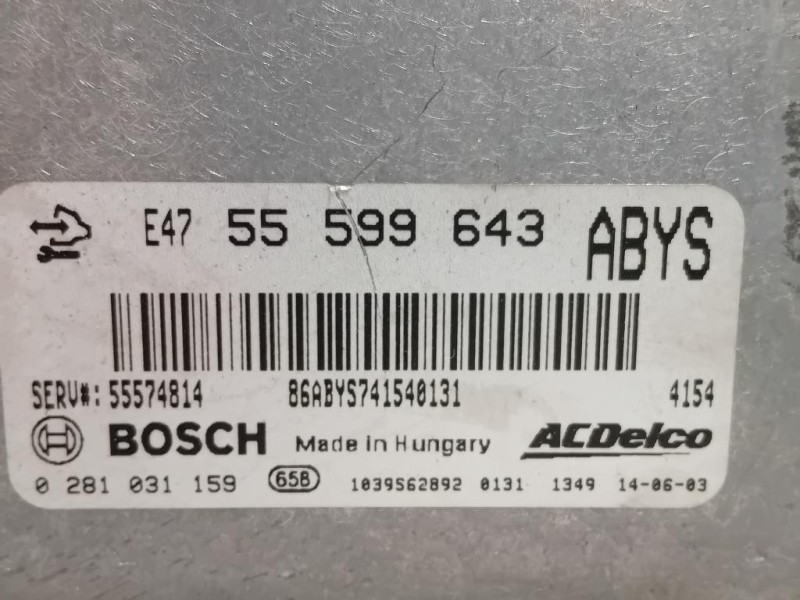 E47 55 599 643 ABYS
SERV#: 55574814 86ABYS741540131 4154
BOSCH Made in Hungary ACDelco
0 281 031 159 65B 1039S62892 0131 1349 14-06-03